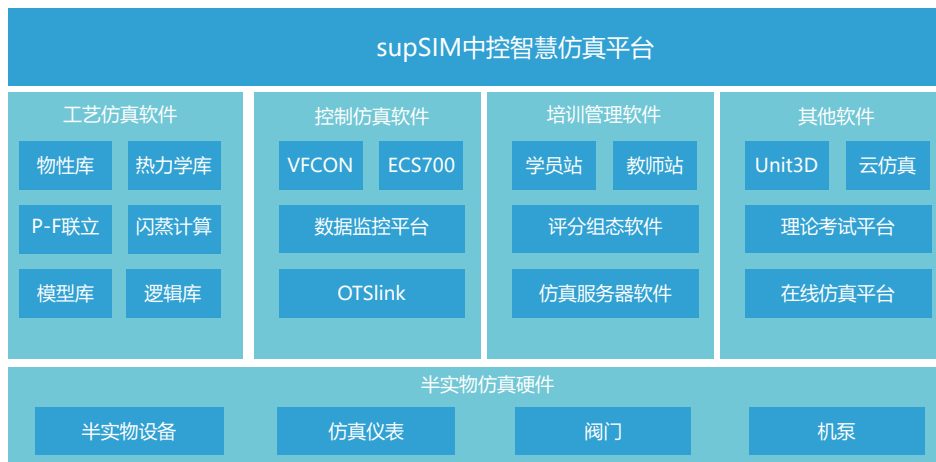 supSIM中控智慧仿真平台
工艺仿真软件
物性库 热力学库
P-F联立 闪蒸计算
模型库 逻辑库
控制仿真软件
VFCON ECS700
数据监控平台
OTSlink
培训管理软件
学员站 教师站
评分组态软件
仿真服务器软件
其他软件
Unit3D 云仿真
理论考试平台
在线仿真平台
半实物仿真硬件
半实物设备 仿真仪表 阀门 机泵